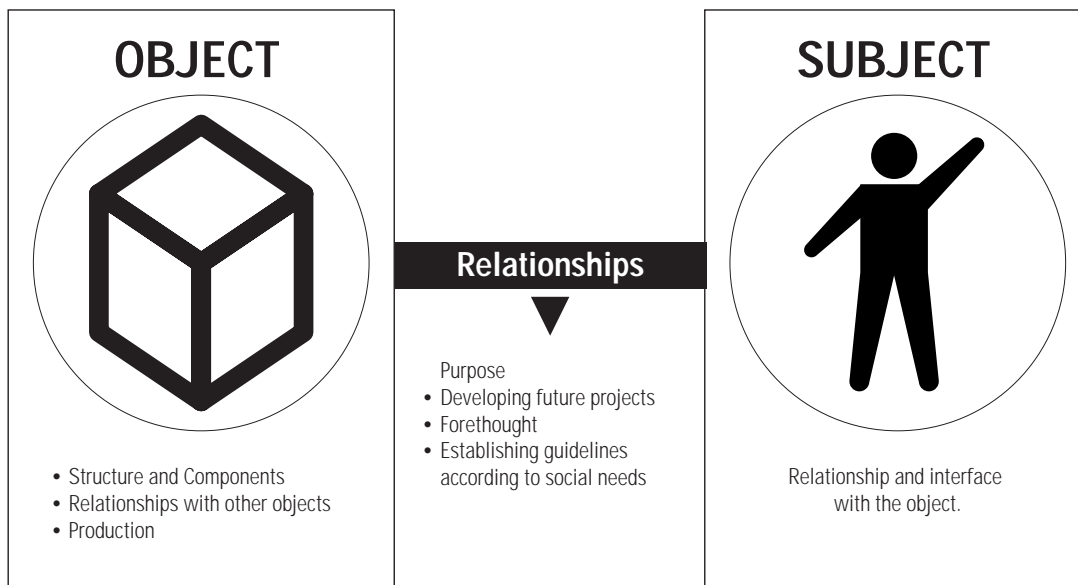 OBJECT
• Structure and Components
• Relationships with other objects
• Production
Relationships
Purpose
• Developing future projects
• Forethought
• Establishing guidelines
according to social needs
SUBJECT
Relationship and interface
with the object.